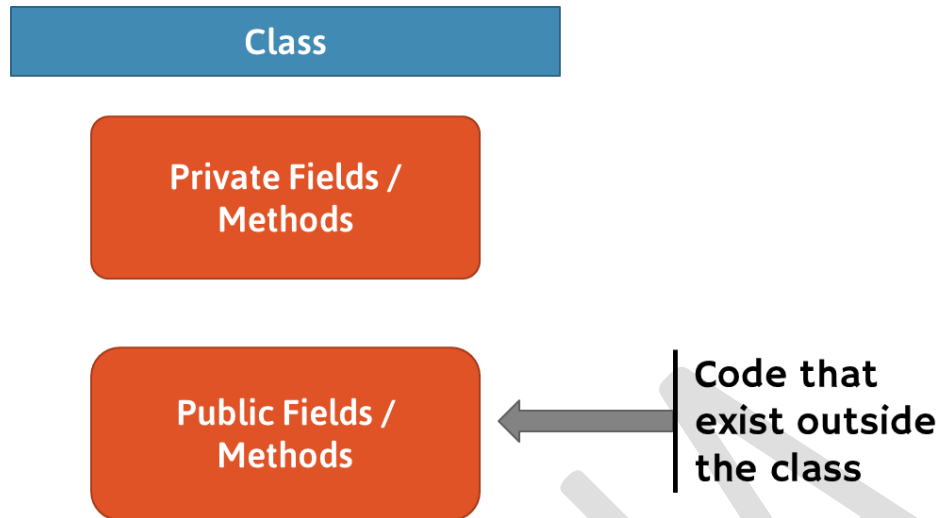 Class
Private Fields /
Methods
Public Fields /
Methods
Code that
exist outside
the class